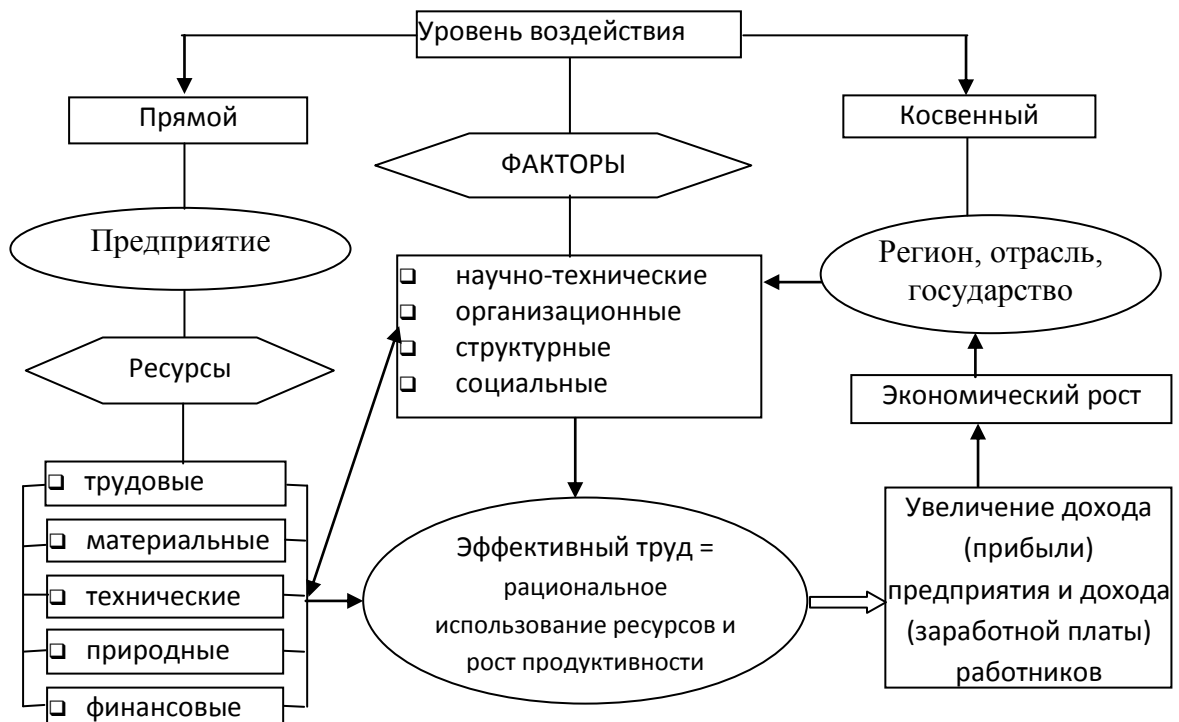 Уровень воздействия
Прямой
Косвенный
ФАКТОРЫ
Предприятие
Регион, отрасль,
государство
❑ научно-технические
❑ организационные
❑ структурные
❑ социальные
Ресурсы
Экономический рост
❑ трудовые
❑ материальные
❑ технические
❑ природные
❑ финансовые
Эффективный труд =
рациональное
использование ресурсов и
рост продуктивности
Увеличение дохода
(прибыли)
предприятия и дохода
(заработной платы)
работников